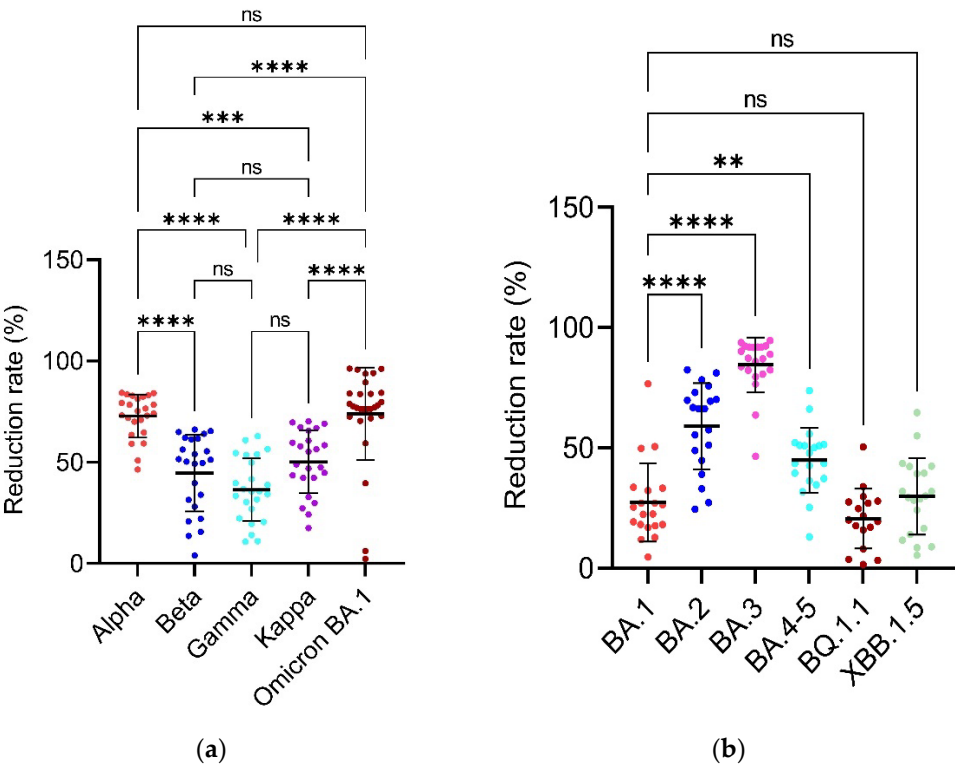 ns
****
***
ns
**** ****
ns ****
**** ns
Reduction rate (%)
150
100
50
0
Alpha
Beta
Gamma
Kappa
Omicron BA.1
(a)
ns
ns
**
****
****
Reduction rate (%)
150
100
50
0
BA.1
BA.2
BA.3
BA.4-5
BQ.1.1
XBB.1.5
(b)